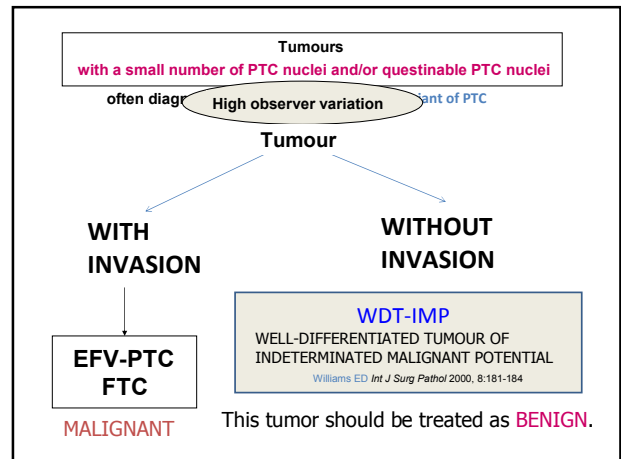 Tumours
with a small number of PTC nuclei and/or questinable PTC nuclei
often diagr
High observer variation
iant of PTC
Tumour
WITH
INVASION
WITHOUT
INVASION
WDT-IMP
WELL-DIFFERENTIATED TUMOUR OF
INDETERMINATED MALIGNANT POTENTIAL
Williams ED Int J Surg Pathol 2000, 8:181-184
EFV-PTC
FTC
MALIGNANT
This tumor should be treated as BENIGN.